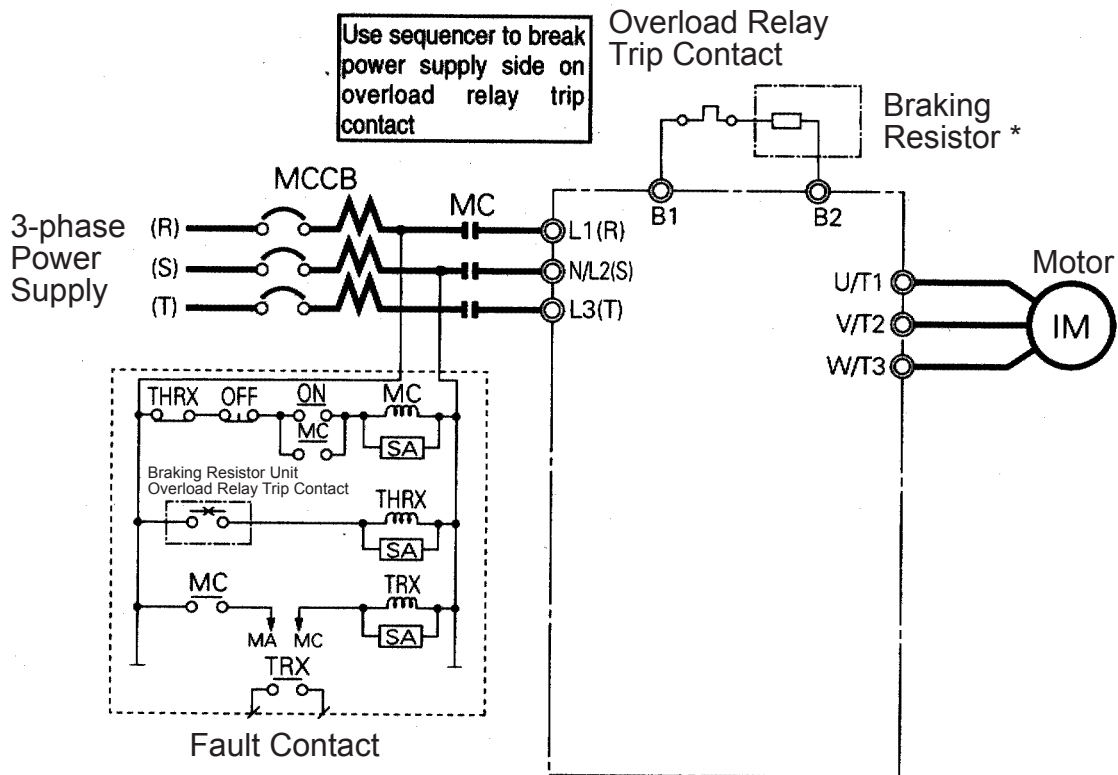 Use sequencer to break
power supply side on
overload relay trip
contact
Overload Relay
Trip Contact
Braking
Resistor *
MCCB
MC
B1
B2
3-phase
Power
Supply
(R)
(S)
(T)
L1(R)
N/L2(S)
L3(T)
U/T1
V/T2
W/T3
Motor
IM
THRX
OFF
ON
MC
MC
SA
Braking Resistor Unit
Overload Relay Trip Contact
THRX
SA
MC
TRX
MA
MC
SA
TRX
Fault Contact